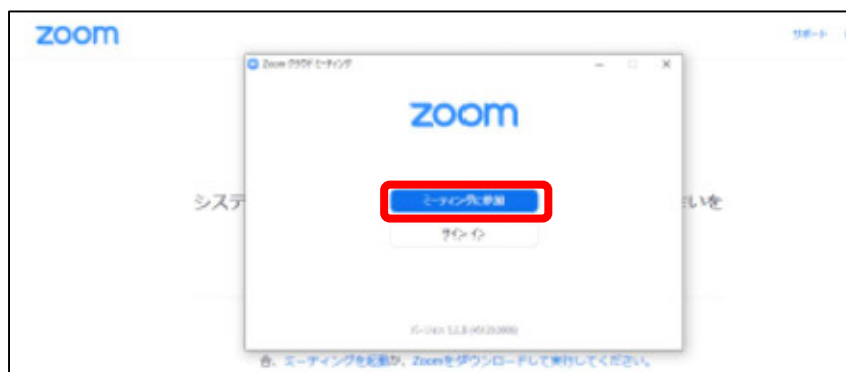 zoom
サポート
Zoom クラウド ミーティング
zoom
システ
ミーティングに参加
いを
サイン イン
合、ミーティングを起動か、Zoomをダウンロードして実行してください。